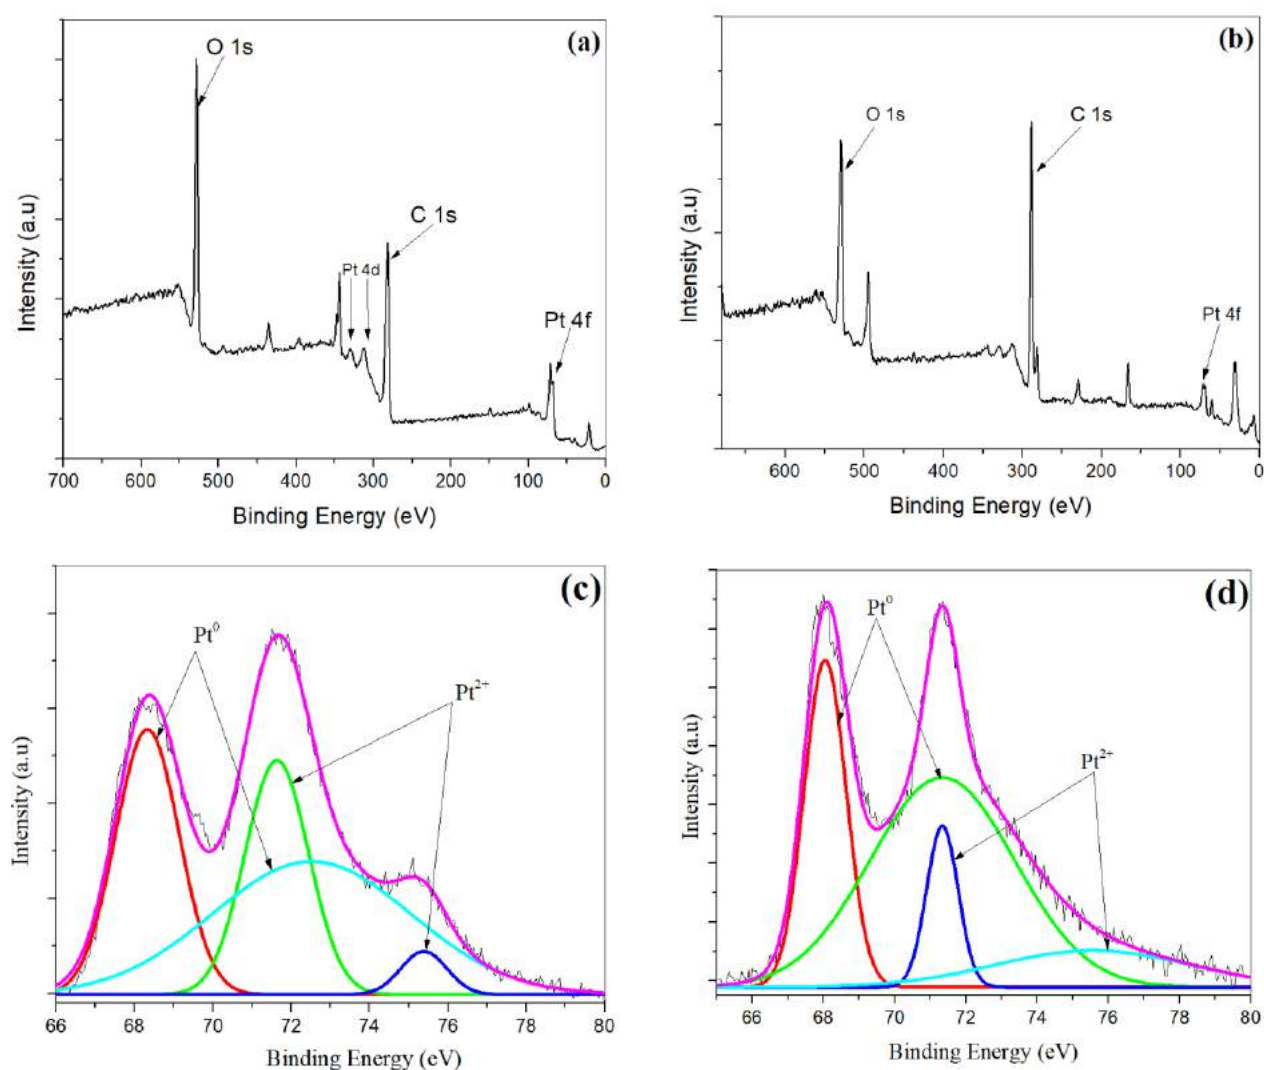 (a)
O 1s
C 1s
Pt 4d
Pt 4f
Intensity (a.u)
700 600 500 400 300 200 100 0
Binding Energy (eV)
(b)
O 1s
C 1s
Pt 4f
Intensity (a.u)
600 500 400 300 200 100 0
Binding Energy (eV)
(c)
Pt⁰
Pt²⁺
Intensity (a.u)
66 68 70 72 74 76 78 80
Binding Energy (eV)
(d)
Pt⁰
Pt²⁺
Intensity (a.u)
66 68 70 72 74 76 78 80
Binding Energy (eV)